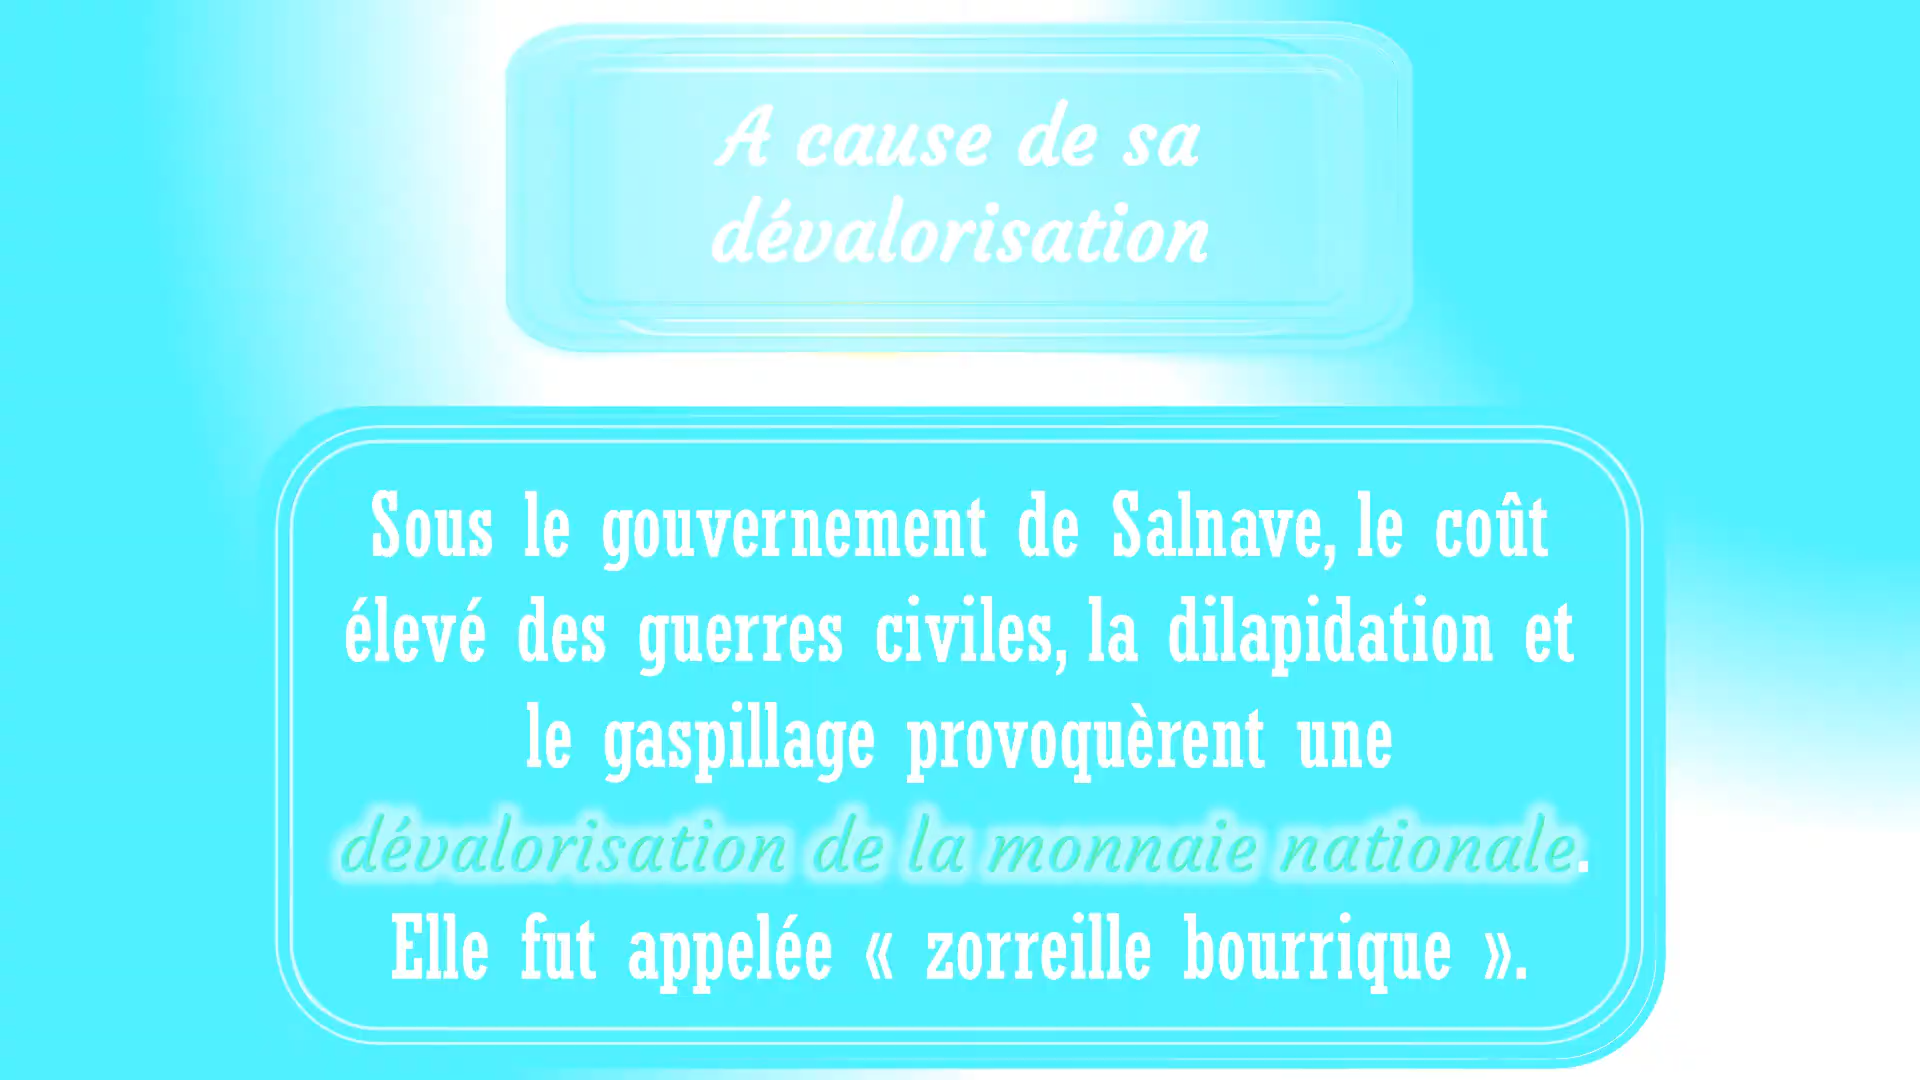 A cause de sa
dévalorisation
Sous le gouvernement de Salnave, le coût
élevé des guerres civiles, la dilapidation et
le gaspillage provoquèrent une
dévalorisation de la monnaie nationale.
Elle fut appelée « zorreille bourrique ».